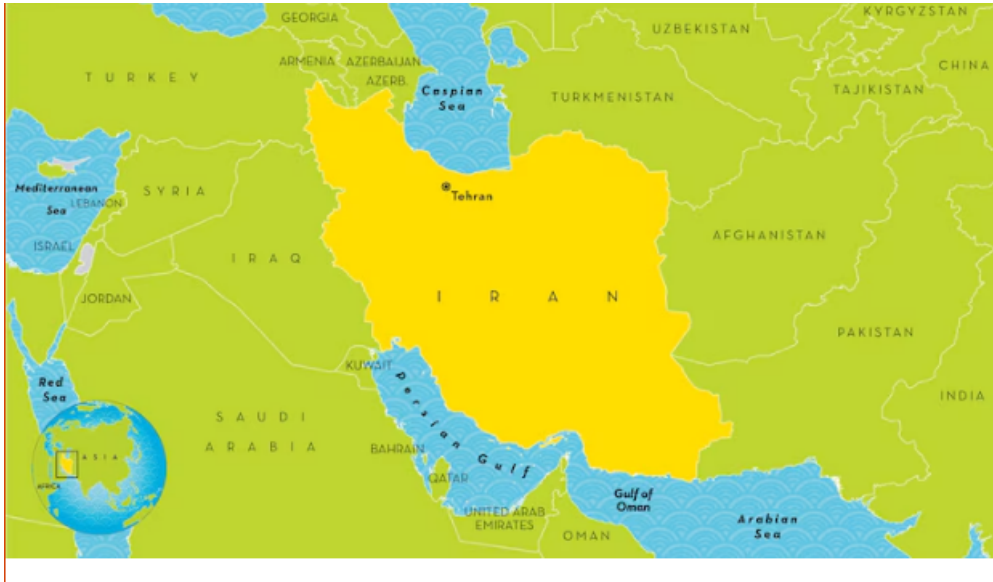 GEORGIA
KYRGYZSTAN
UZBEKISTAN
ARMENIA
AZERBAIJAN
CHINA
TURKEY
AZERB.
Caspian
Sea
TURKMENISTAN
TAJIKISTAN
Mediterranean
Sea
SYRIA
LEBANON
Tehran
ISRAEL
IRAQ
AFGHANISTAN
JORDAN
IRAN
PAKISTAN
KUWAIT
Red
Sea
Persian Gulf
INDIA
SAUDI
ARABIA
BAHRAIN
ASIA
AFRICA
QATAR
Gulf of
Oman
UNITED ARAB
EMIRATES
OMAN
Arabian
Sea